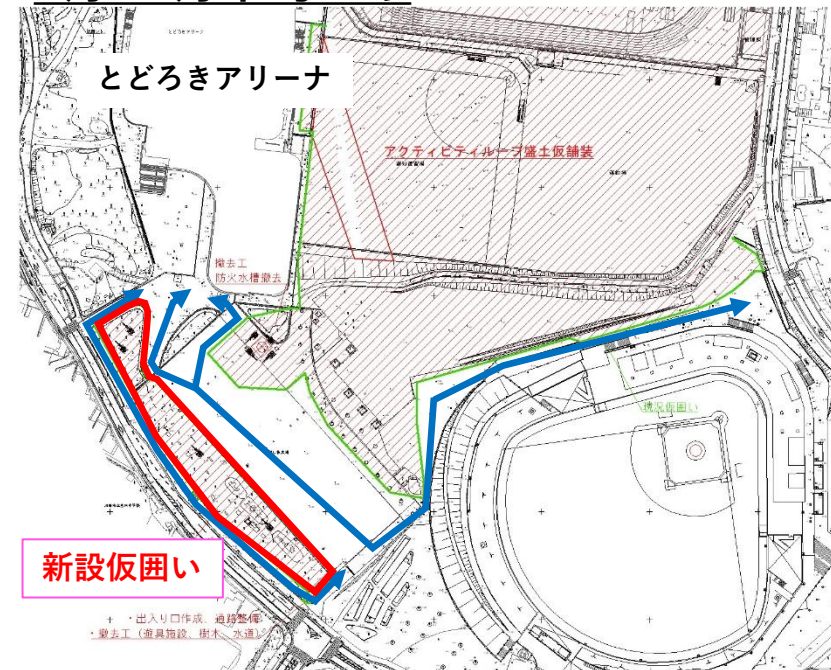 とどろきアリーナ
アクティビティループ盛土仮舗装
撤去工
防火水槽撤去
現況仮囲い
新設仮囲い
・出入り口作成、通路整備
・撤去工（遊具施設、樹木、水道）